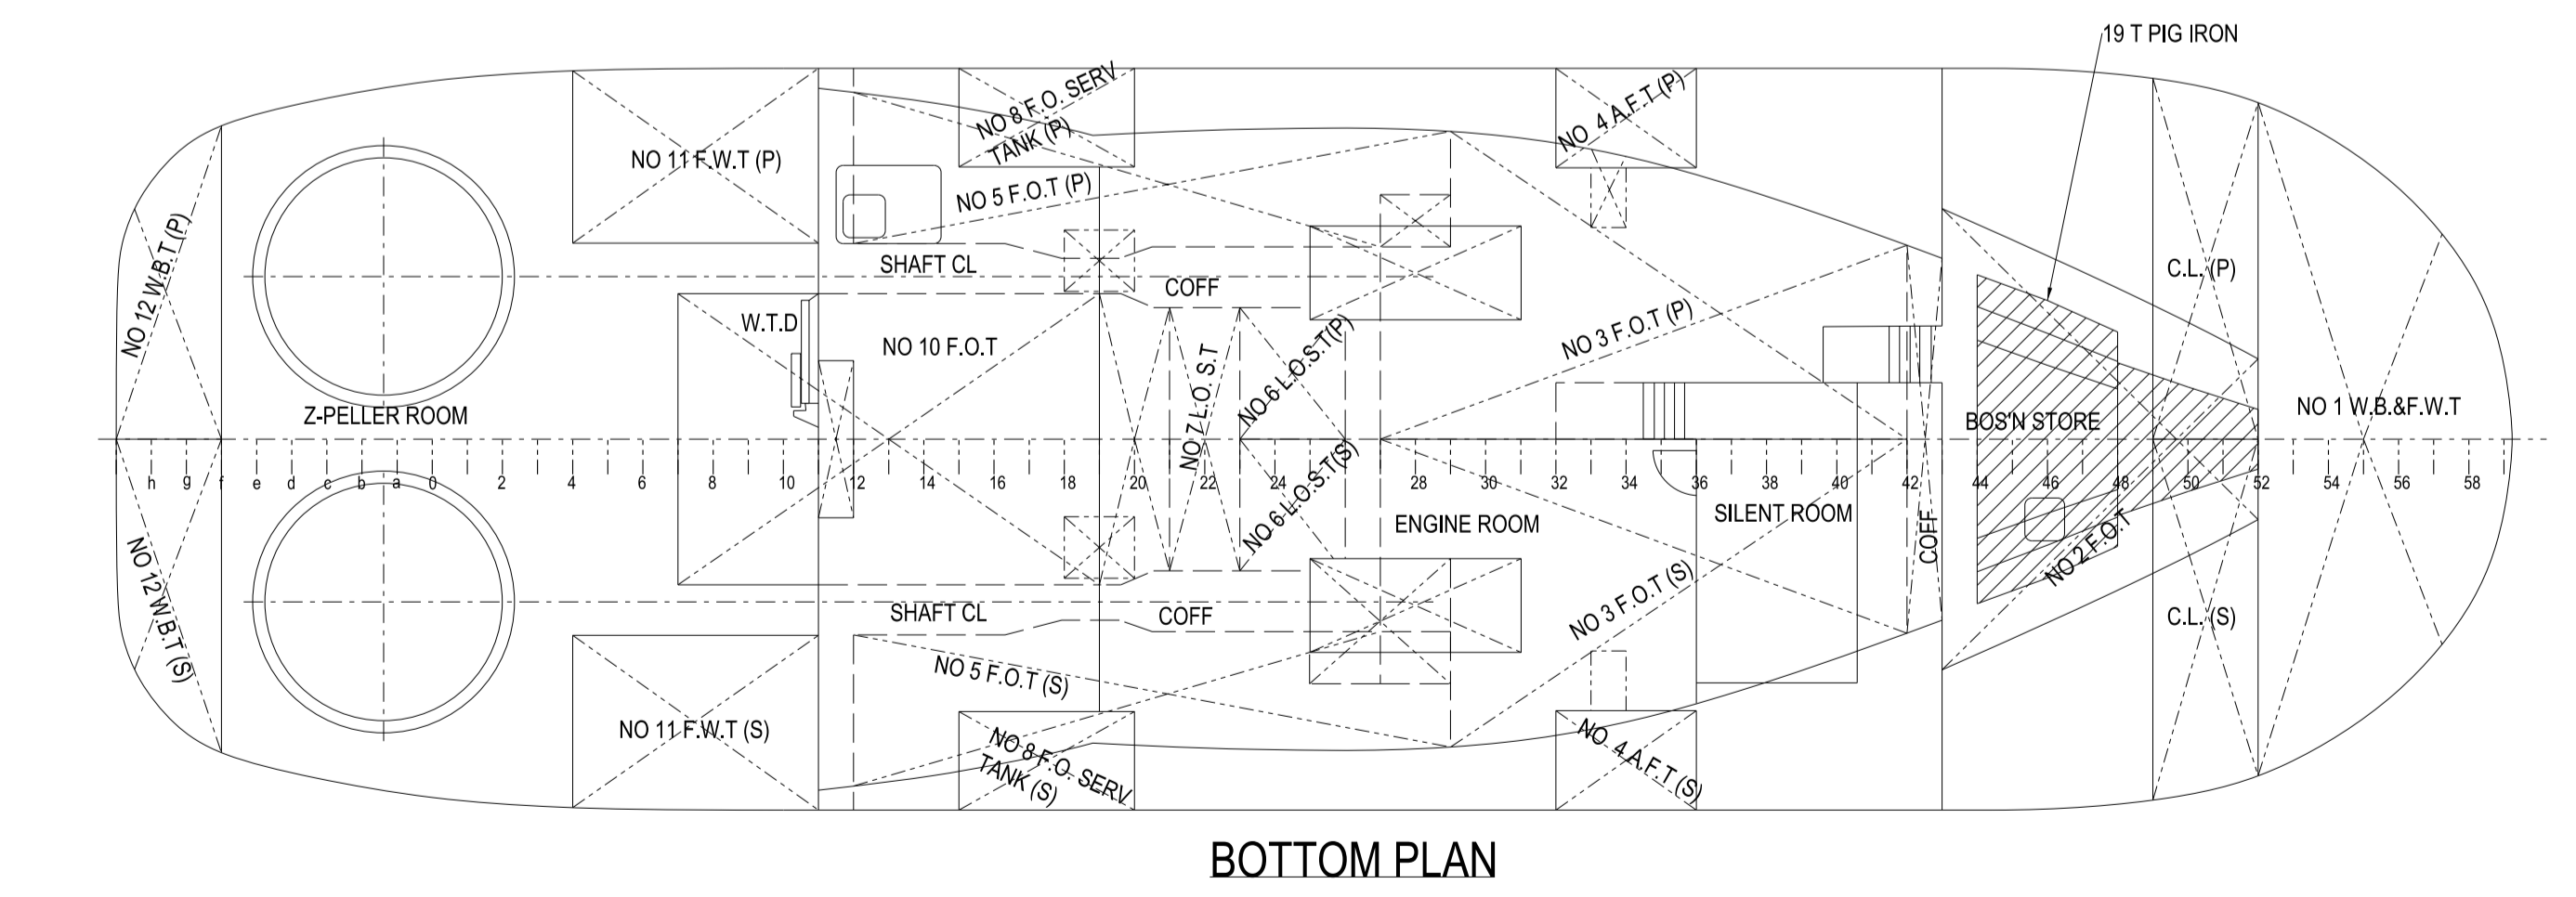 19 T PIG IRON
NO 8 F.O. SERV
TANK (P)
NO 4 A.F.T (P)
NO 11 F.W.T (P)
NO 5 F.O.T (P)
NO 12 W.B.T (P)
SHAFT CL
COFF
C.L. (P)
W.T.D
NO 10 F.O.T
NO 7 L.O. S.T
NO 6 L.O.S.T(P)
NO 3 F.O.T (P)
Z-PELLER ROOM
BOS'N STORE
NO 1 W.B.&F.W.T
h g f e d c b a 0 2 4 6 8 10 12 14 16 18 20 22 24 28 30 32 34 36 38 40 42 44 46 48 50 52 54 56 58
NO 6 L.O.S.T(S)
ENGINE ROOM
SILENT ROOM
COFF
NO 2 F.O.T
NO 12 W.B.T (S)
SHAFT CL
COFF
NO 3 F.O.T (S)
C.L. (S)
NO 5 F.O.T (S)
NO 11 F.W.T (S)
NO 8 F.O. SERV
TANK (S)
NO 4 A.F.T (S)
BOTTOM PLAN